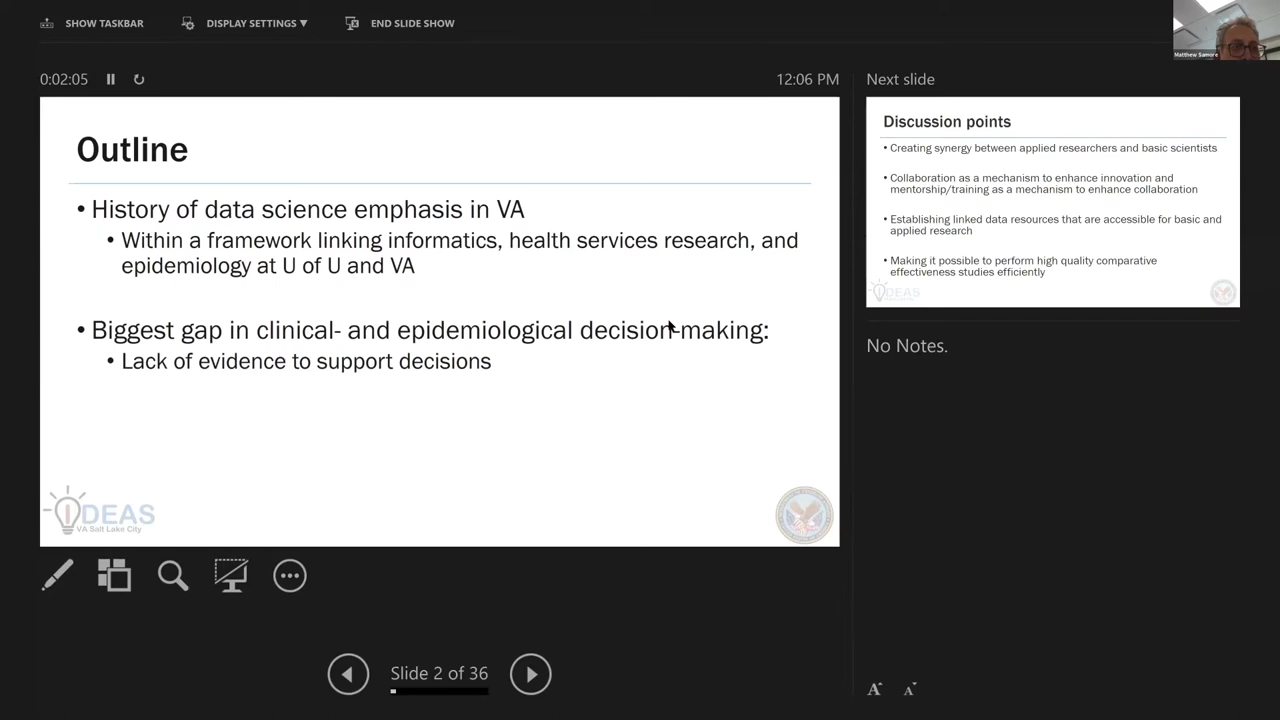 SHOW TASKBAR
DISPLAY SETTINGS ▼
END SLIDE SHOW
Matthew Samore
0:02:05
12:06 PM
Next slide
Outline
• History of data science emphasis in VA
• Within a framework linking informatics, health services research, and
epidemiology at U of U and VA
• Biggest gap in clinical- and epidemiological decision-making:
• Lack of evidence to support decisions
IDEAS
VA Salt Lake City
Discussion points
• Creating synergy between applied researchers and basic scientists
• Collaboration as a mechanism to enhance innovation and
mentorship/training as a mechanism to enhance collaboration
• Establishing linked data resources that are accessible for basic and
applied research
• Making it possible to perform high quality comparative
effectiveness studies efficiently
IDEAS
No Notes.
Slide 2 of 36
A A